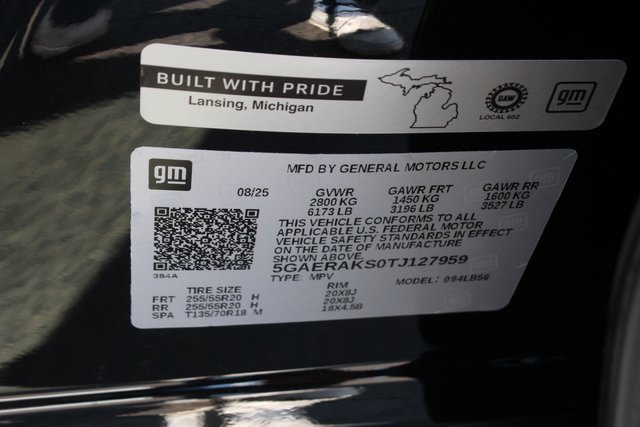 BUILT WITH PRIDE
Lansing, Michigan
UAW
LOCAL 602
gm
gm
MFD BY GENERAL MOTORS LLC
08/25 GVWR GAWR FRT GAWR RR
2800 KG 1450 KG 1600 KG
6173 LB 3196 LB 3527 LB
THIS VEHICLE CONFORMS TO ALL
APPLICABLE U.S. FEDERAL MOTOR
VEHICLE SAFETY STANDARDS IN EFFECT
ON THE DATE OF MANUFACTURE
SHOWN ABOVE.
5GAERAKS0TJ127959
TYPE: MPV MODEL: 094LB56
3B4A
TIRE SIZE RIM
FRT 255/55R20 H 20X8J
RR 255/55R20 H 20X8J
SPA T135/70R18 M 18X4.5B